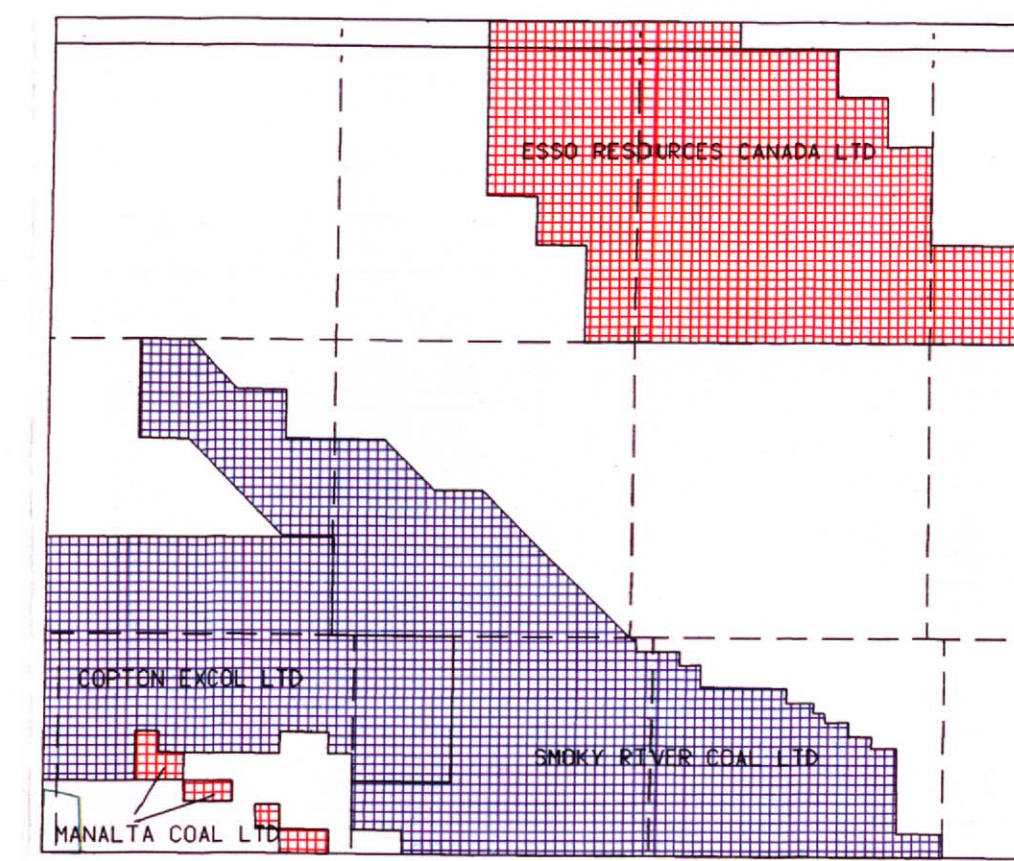 ESSO RESOURCES CANADA LTD
COPTON EXCOL LTD
SMOKY RIVER COAL LTD
MANALTA COAL LTD